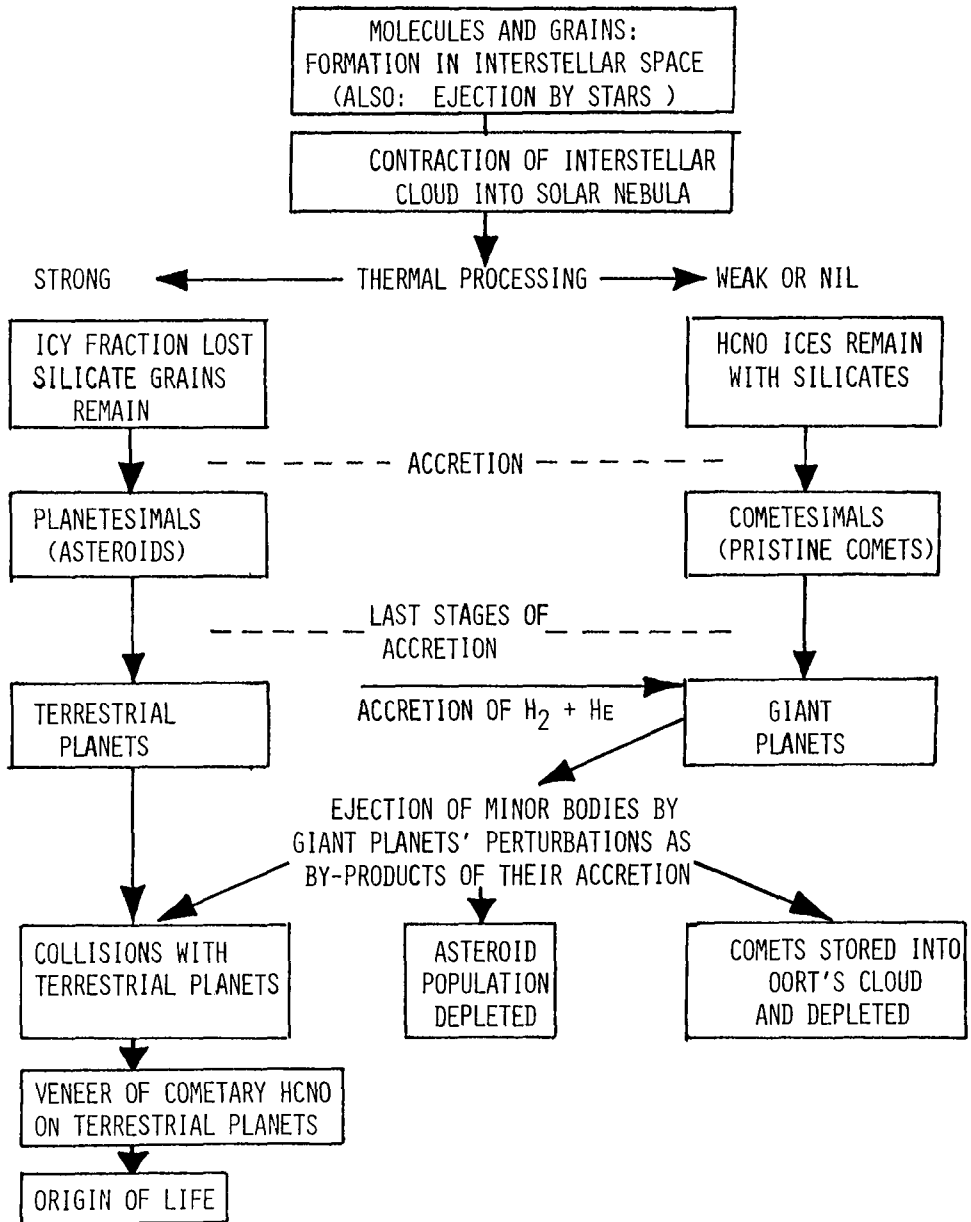 MOLECULES AND GRAINS:
FORMATION IN INTERSTELLAR SPACE
(ALSO: EJECTION BY STARS )
CONTRACTION OF INTERSTELLAR
CLOUD INTO SOLAR NEBULA
STRONG
THERMAL PROCESSING
WEAK OR NIL
ICY FRACTION LOST
SILICATE GRAINS
REMAIN
HCNO ICES REMAIN
WITH SILICATES
ACCRETION
PLANETESIMALS
(ASTEROIDS)
COMETESIMALS
(PRISTINE COMETS)
LAST STAGES OF
ACCRETION
TERRESTRIAL
PLANETS
ACCRETION OF H2 + HE
GIANT
PLANETS
EJECTION OF MINOR BODIES BY
GIANT PLANETS' PERTURBATIONS AS
BY-PRODUCTS OF THEIR ACCRETION
COLLISIONS WITH
TERRESTRIAL PLANETS
ASTEROID
POPULATION
DEPLETED
COMETS STORED INTO
OORT'S CLOUD
AND DEPLETED
VENEER OF COMETARY HCNO
ON TERRESTRIAL PLANETS
ORIGIN OF LIFE